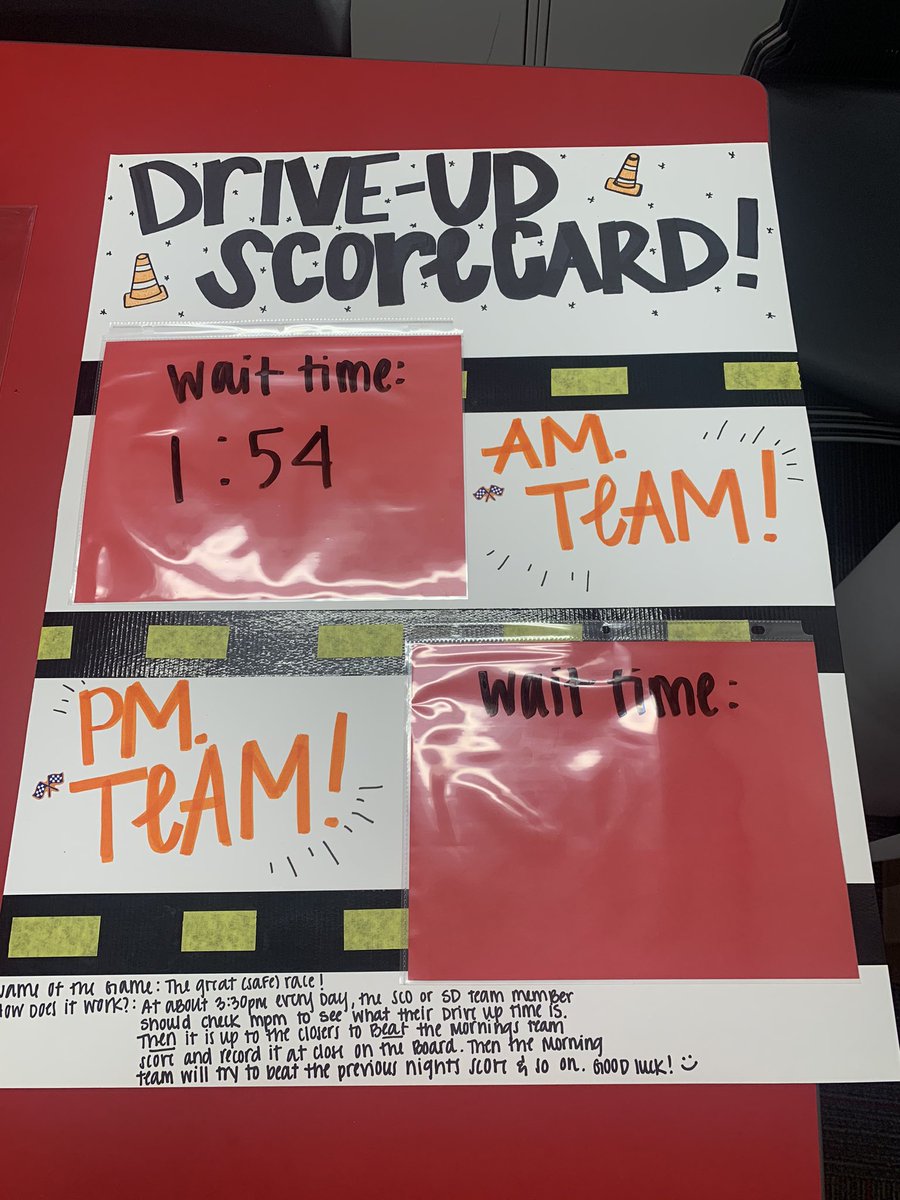 DrIVE-UP
scoreCARD!
wait time:
1:54
AM.
TeAM!
PM.
TeAM!
wait time:
Name of the Game: The great (safe) race!
How does it work?: At about 3:30pm every day, the SCO or SD team member
should check mpm to see what their Drive up time is.
Then it is up to the closers to Beat the Mornings team
score and record it at close on the Board. Then the Morning
team will try to beat the previous nights score & so on. GOOD luck!